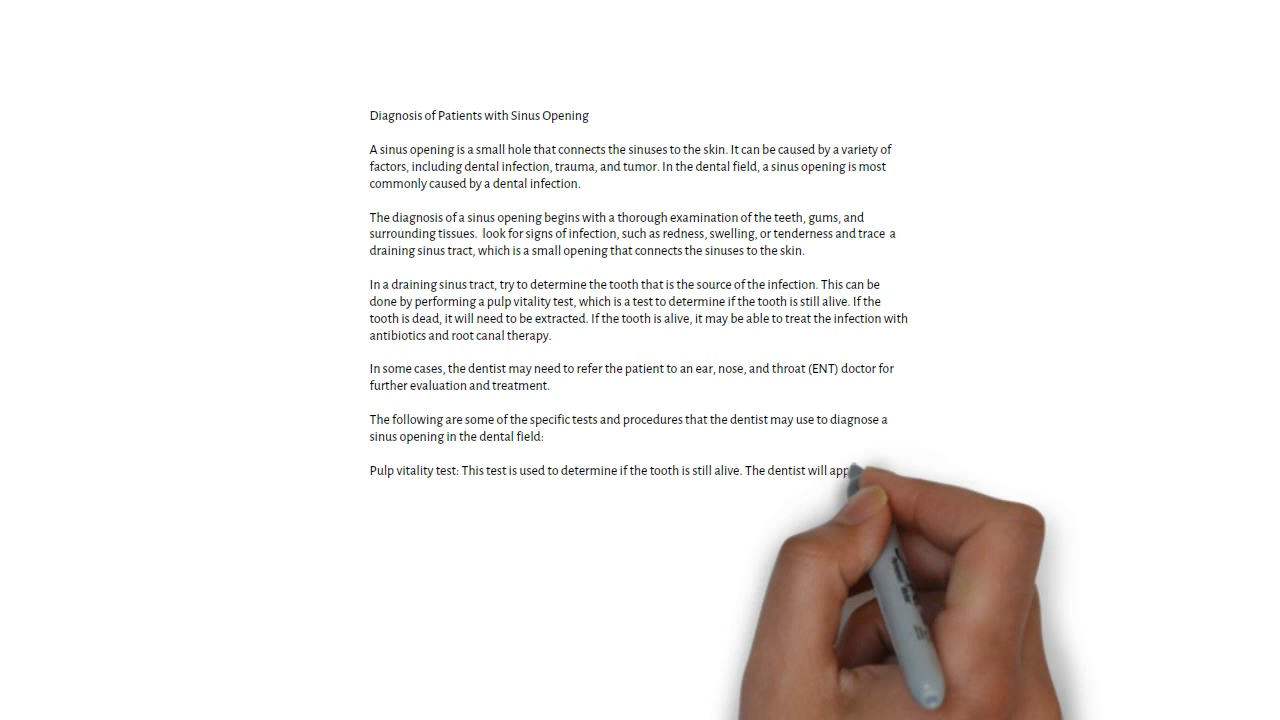 Diagnosis of Patients with Sinus Opening
A sinus opening is a small hole that connects the sinuses to the skin. It can be caused by a variety of
factors, including dental infection, trauma, and tumor. In the dental field, a sinus opening is most
commonly caused by a dental infection.
The diagnosis of a sinus opening begins with a thorough examination of the teeth, gums, and
surrounding tissues.  look for signs of infection, such as redness, swelling, or tenderness and trace a
draining sinus tract, which is a small opening that connects the sinuses to the skin.
In a draining sinus tract, try to determine the tooth that is the source of the infection. This can be
done by performing a pulp vitality test, which is a test to determine if the tooth is still alive. If the
tooth is dead, it will need to be extracted. If the tooth is alive, it may be able to treat the infection with
antibiotics and root canal therapy.
In some cases, the dentist may need to refer the patient to an ear, nose, and throat (ENT) doctor for
further evaluation and treatment.
The following are some of the specific tests and procedures that the dentist may use to diagnose a
sinus opening in the dental field:
Pulp vitality test: This test is used to determine if the tooth is still alive. The dentist will app